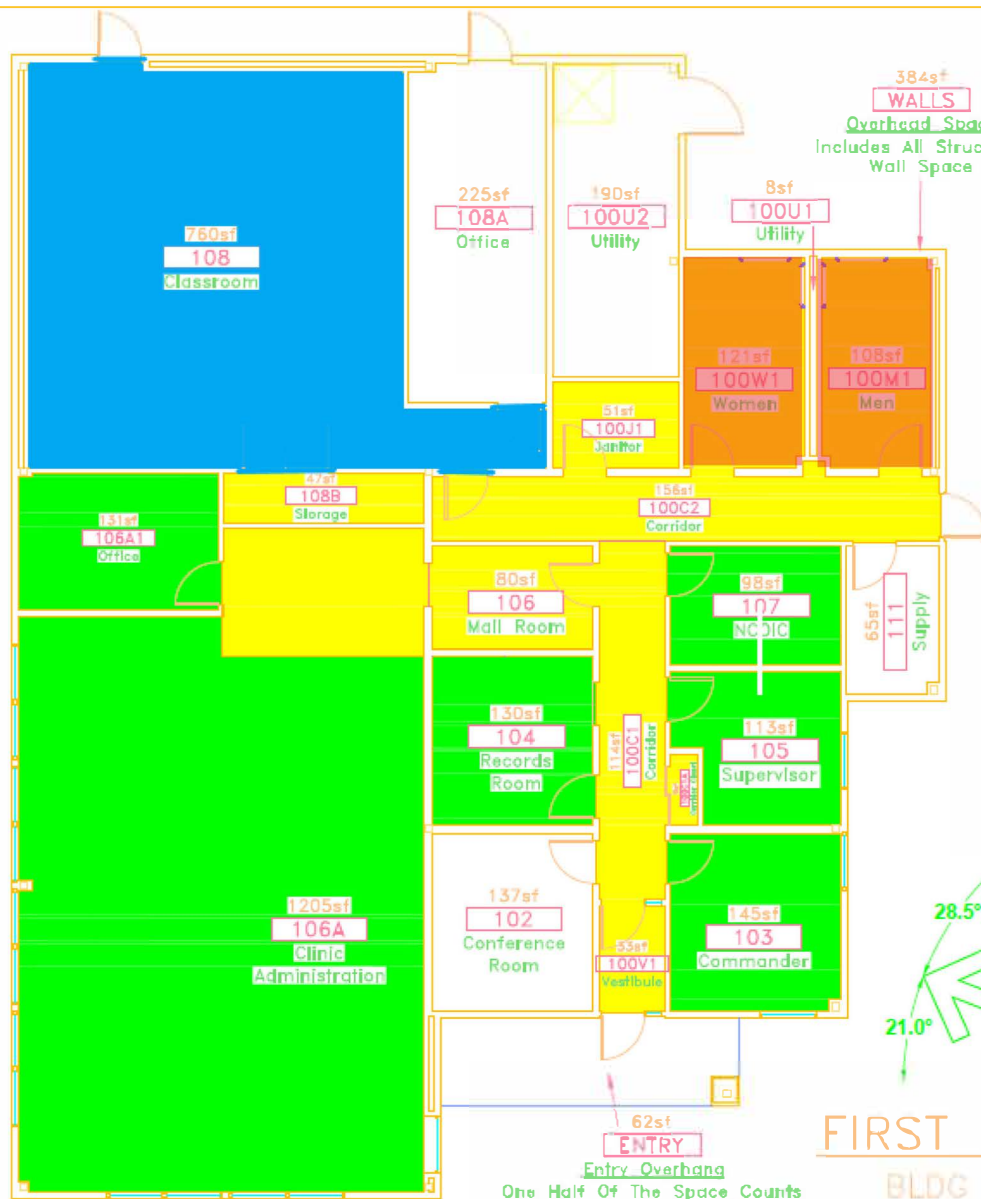 384sf
WALLS
Overhead Spac
Includes All Struc
Wall Space
8sf
100U1
Utility
225sf
108A
Office
190sf
100U2
Utility
760sf
108
Classroom
121sf
100W1
Women
108sf
100M1
Men
51sf
100J1
Janitor
47sf
108B
Storage
156sf
100C2
Corridor
131sf
106A1
Office
80sf
106
Mail Room
98sf
107
NCOIC
65sf
111
Supply
130sf
104
Records
Room
114sf
100C1
Corridor
113sf
105
Supervisor
1205sf
106A
Clinic
Administration
137sf
102
Conference
Room
53sf
100V1
Vestibule
145sf
103
Commander
28.5°
21.0°
62sf
ENTRY
Entry Overhang
One Half Of The Space Counts
FIRST
BLDG